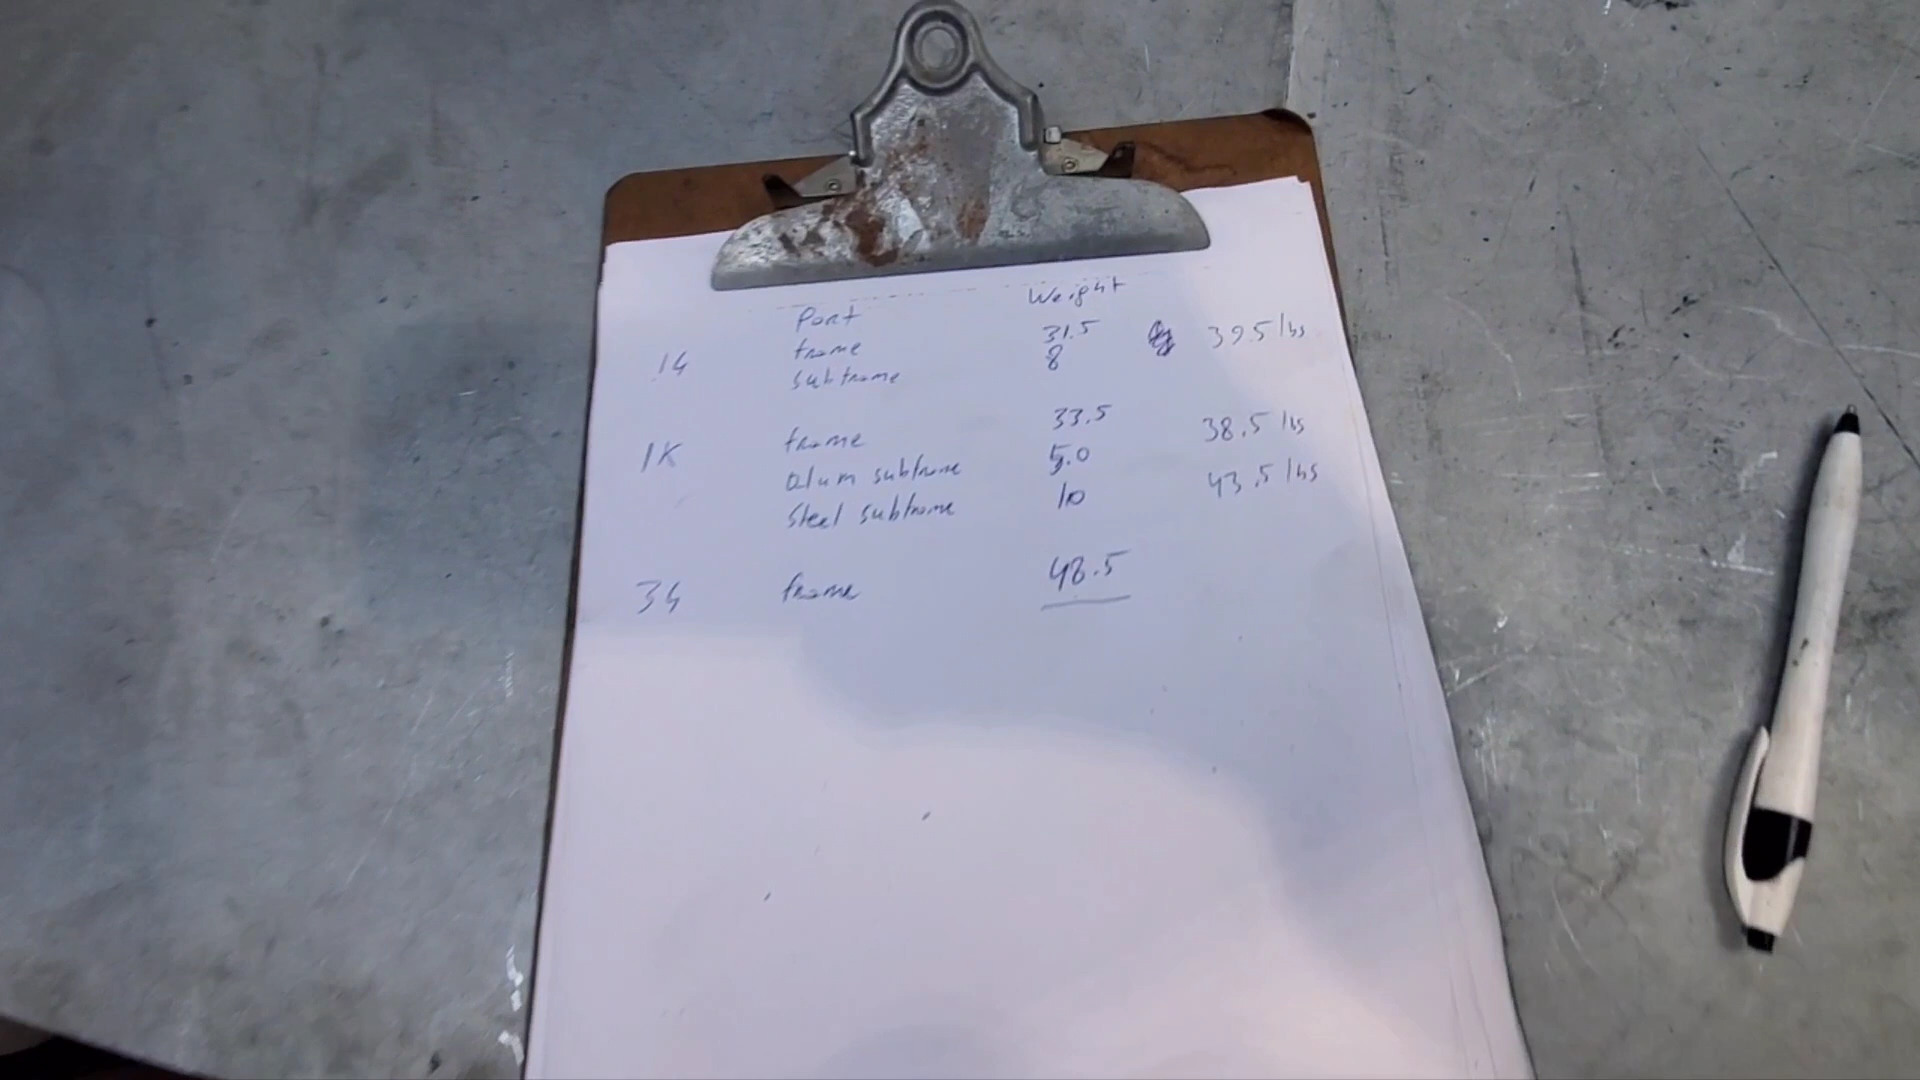 Part Weight
1G frame 31.5 39.5 lbs
subframe 8
1K frame 33.5 38.5 lbs
Alum subframe 5.0 43.5 lbs
Steel subframe 10
3G frame 48.5